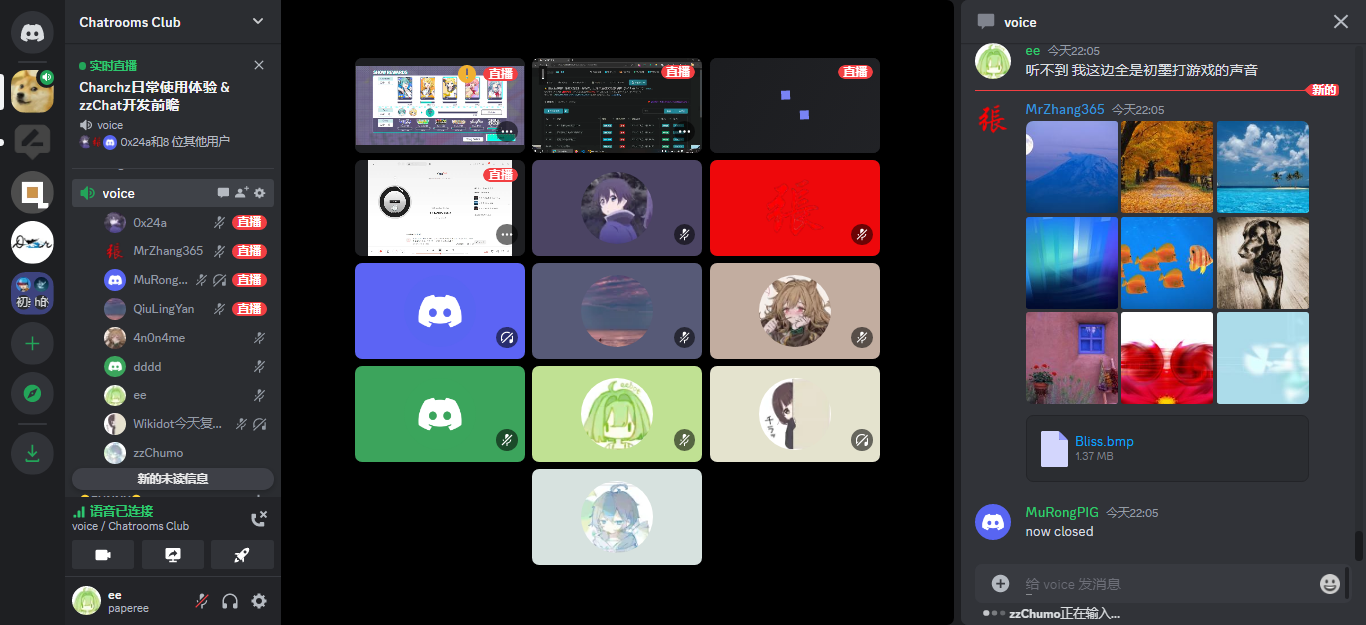 Chatrooms Club
实时直播
Charchz日常使用体验 &
zzChat开发前瞻
voice
0x24a和8 位其他用户
voice
0x24a
直播
MrZhang365
直播
MuRong...
直播
QiuLingYan
直播
4n0n4me
dddd
ee
Wikidot今天复...
zzChumo
新的未读信息
语音已连接
voice / Chatrooms Club
ee
paperee
SHOW REWARDS
直播
直播
直播
直播
張
チラッ
voice
ee 今天22:05
听不到 我这边全是初墨打游戏的声音
新的
張
MrZhang365 今天22:05
Bliss.bmp
1.37 MB
MuRongPIG 今天22:05
now closed
给 voice 发消息
zzChumo正在输入...